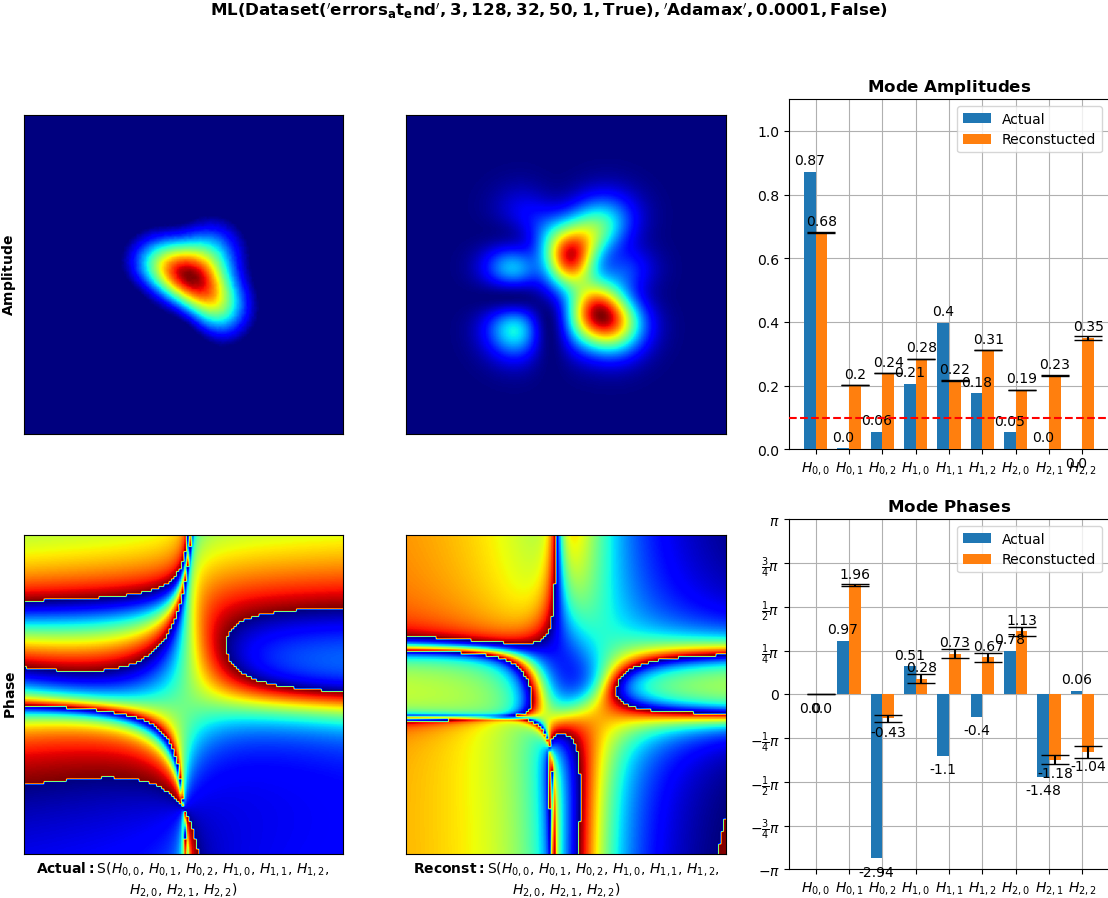 ML(Dataset('errors_at_end', 3, 128, 32, 50, 1, True), 'Adamax', 0.0001, False)
Amplitude
Mode Amplitudes
Actual
Reconstucted
1.0
0.8
0.6
0.4
0.2
0.0
0.87
0.68
0.0
0.2
0.06
0.24
0.21
0.28
0.4
0.22
0.18
0.31
0.05
0.19
0.0
0.23
0.0
0.35
H0,0 H0,1 H0,2 H1,0 H1,1 H1,2 H2,0 H2,1 H2,2
Phase
Actual: S(H0,0, H0,1, H0,2, H1,0, H1,1, H1,2,
H2,0, H2,1, H2,2)
Reconst: S(H0,0, H0,1, H0,2, H1,0, H1,1, H1,2,
H2,0, H2,1, H2,2)
Mode Phases
Actual
Reconstucted
π
3/4π
1/2π
1/4π
0
−1/4π
−1/2π
−3/4π
−π
0.0
0.0
0.97
1.96
-2.94
-0.43
0.51
0.28
-1.1
0.73
-0.4
0.67
0.78
1.13
-1.48
-1.18
0.06
-1.04
H0,0 H0,1 H0,2 H1,0 H1,1 H1,2 H2,0 H2,1 H2,2